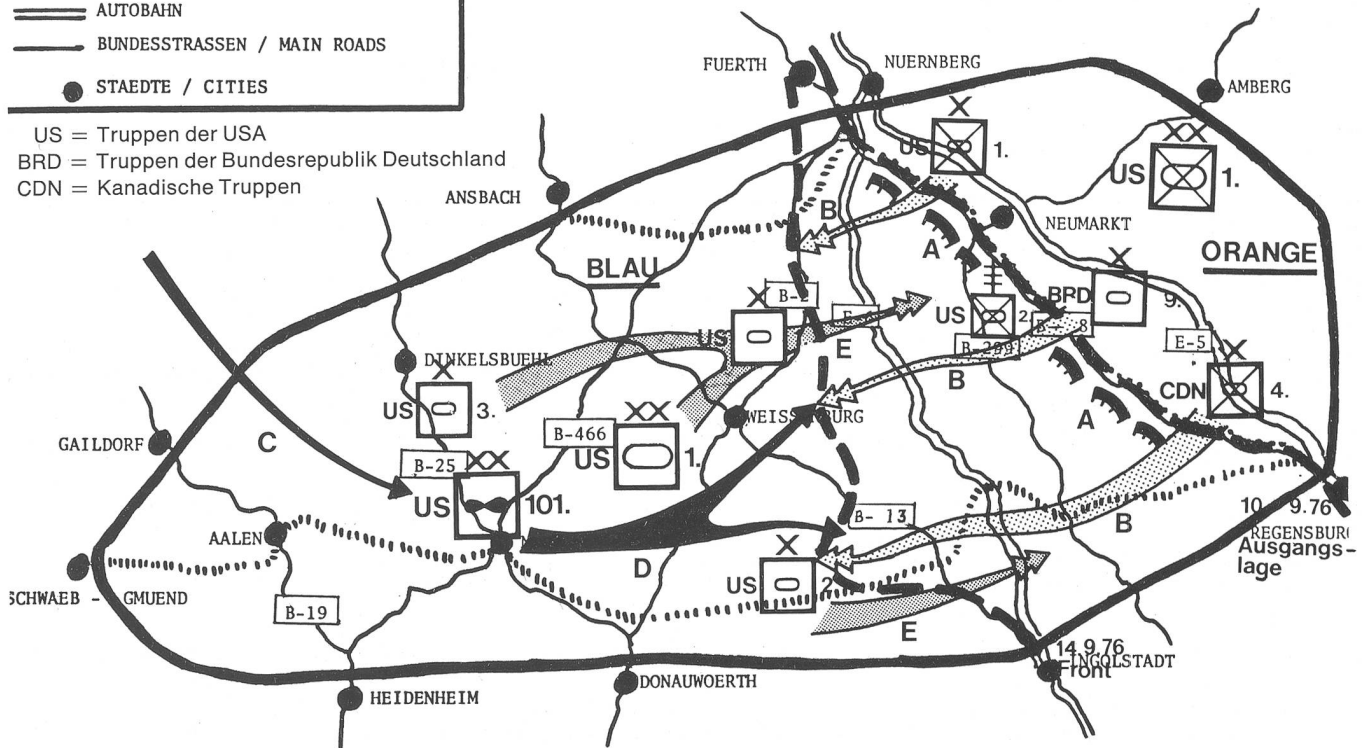 AUTOBAHN
BUNDESSTRASSEN / MAIN ROADS
STAEDTE / CITIES
US = Truppen der USA
BRD = Truppen der Bundesrepublik Deutschland
CDN = Kanadische Truppen
FUERTH
NUERNBERG
AMBERG
US 1.
US 1.
ANSBACH
B
NEUMARKT
A
ORANGE
BLAU
B-2
BRD 9.
US 2.
US
E
B-299
B-8
E-5
DINKELSBUEHL
B
CDN 4.
US 3.
A
WEISSENBURG
GAILDORF
C
B-466
US 1.
B-25
US 101.
B-13
B
10. 9.76
REGENSBURG
Ausgangs-
lage
AALEN
D
US 2.
SCHWAEB - GMUEND
B-19
E
14.9.76
INGOLSTADT
Front
HEIDENHEIM
DONAUWOERTH